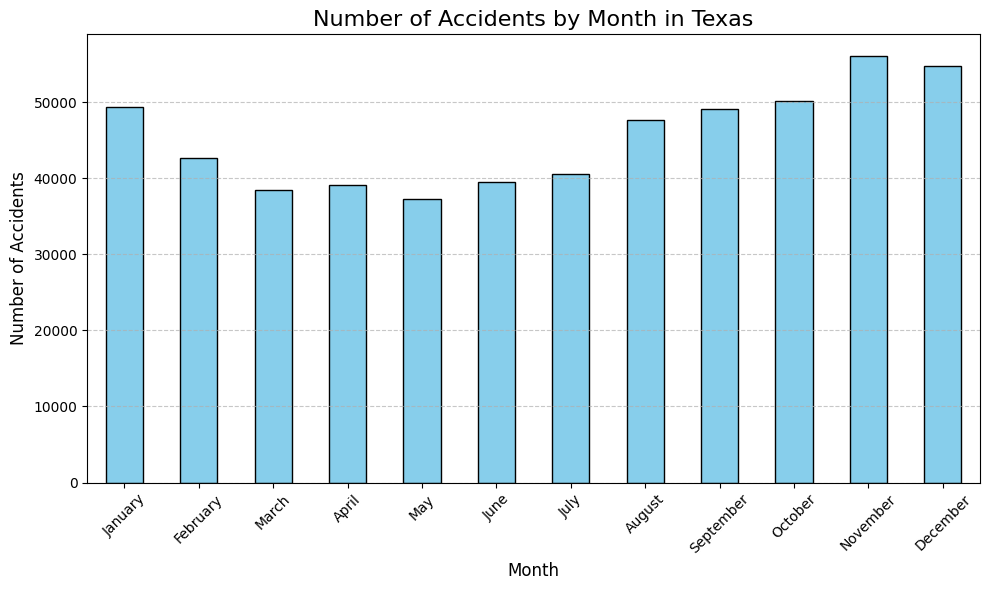 Number of Accidents by Month in Texas
Number of Accidents
50000
40000
30000
20000
10000
0
January
February
March
April
May
June
July
August
September
October
November
December
Month